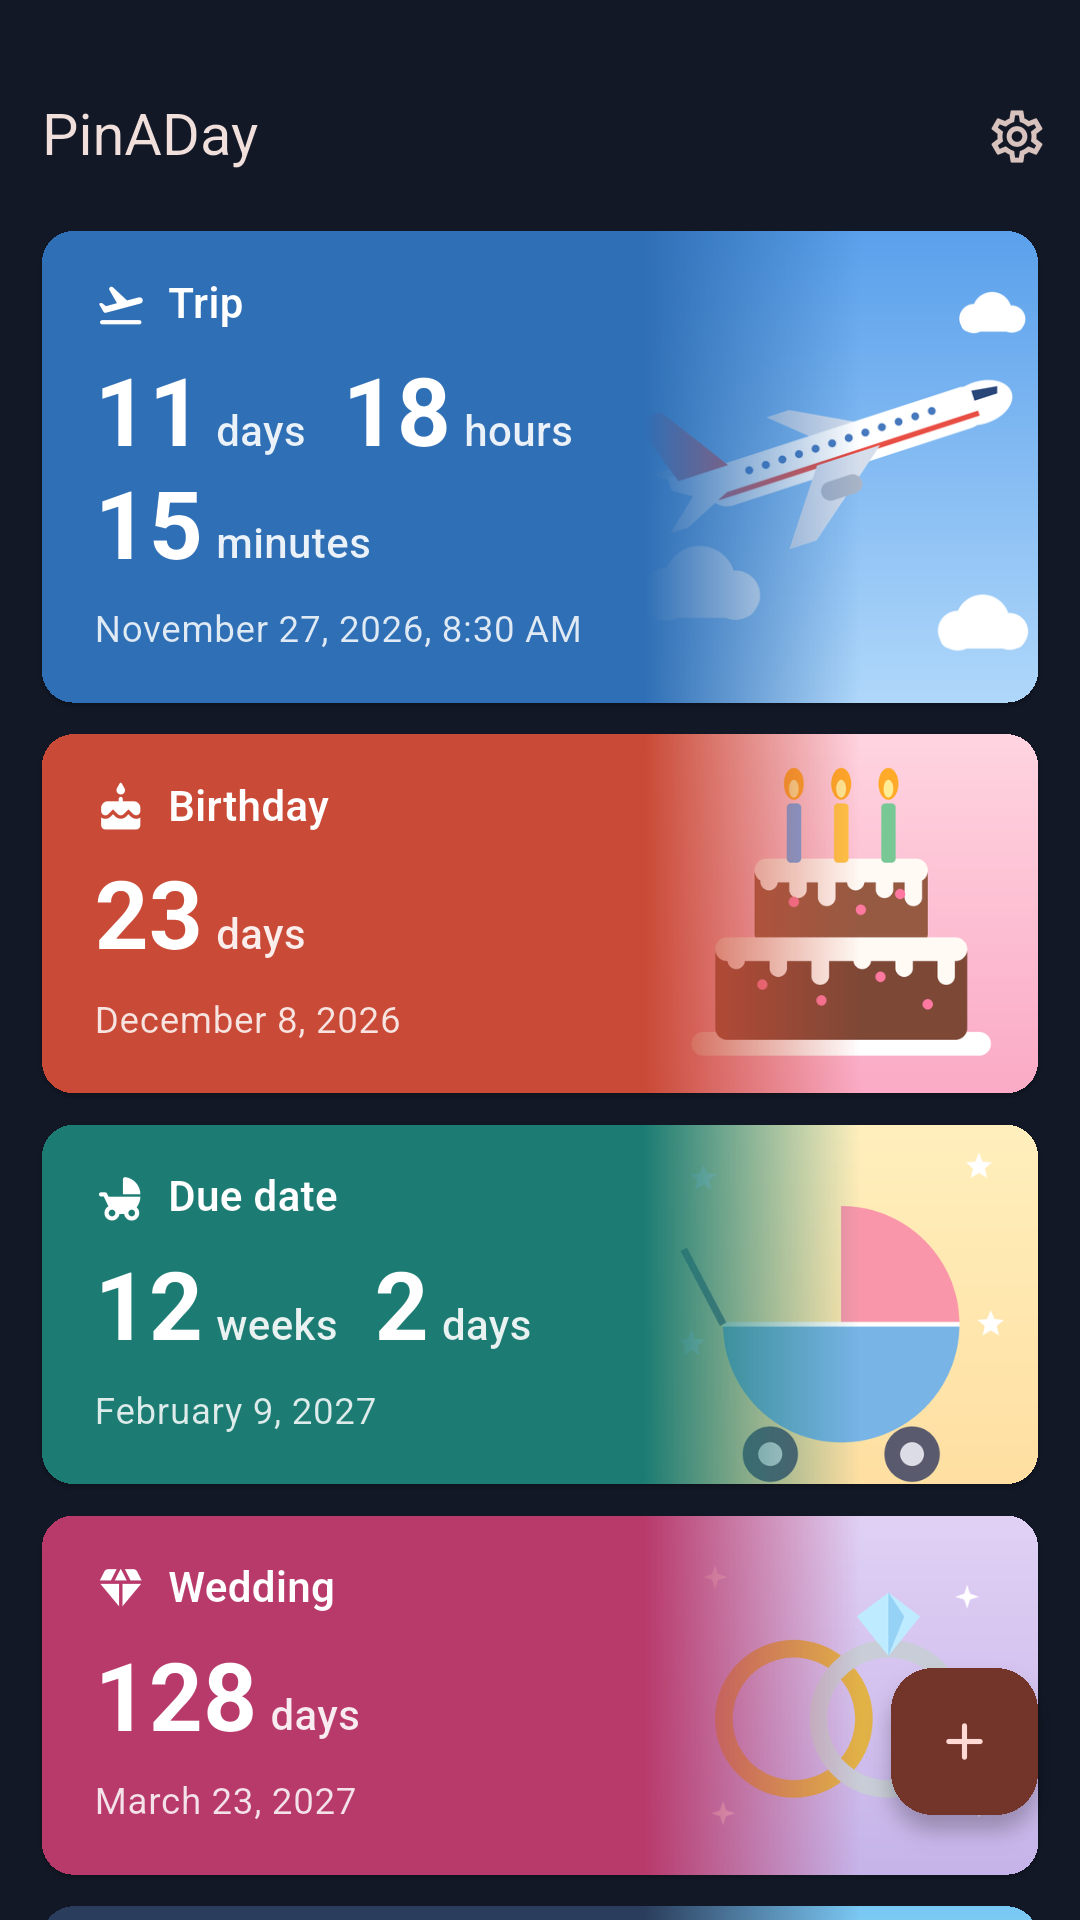 PinADay
Trip
11 days 18 hours
15 minutes
November 27, 2026, 8:30 AM
Birthday
23 days
December 8, 2026
Due date
12 weeks 2 days
February 9, 2027
Wedding
128 days
March 23, 2027